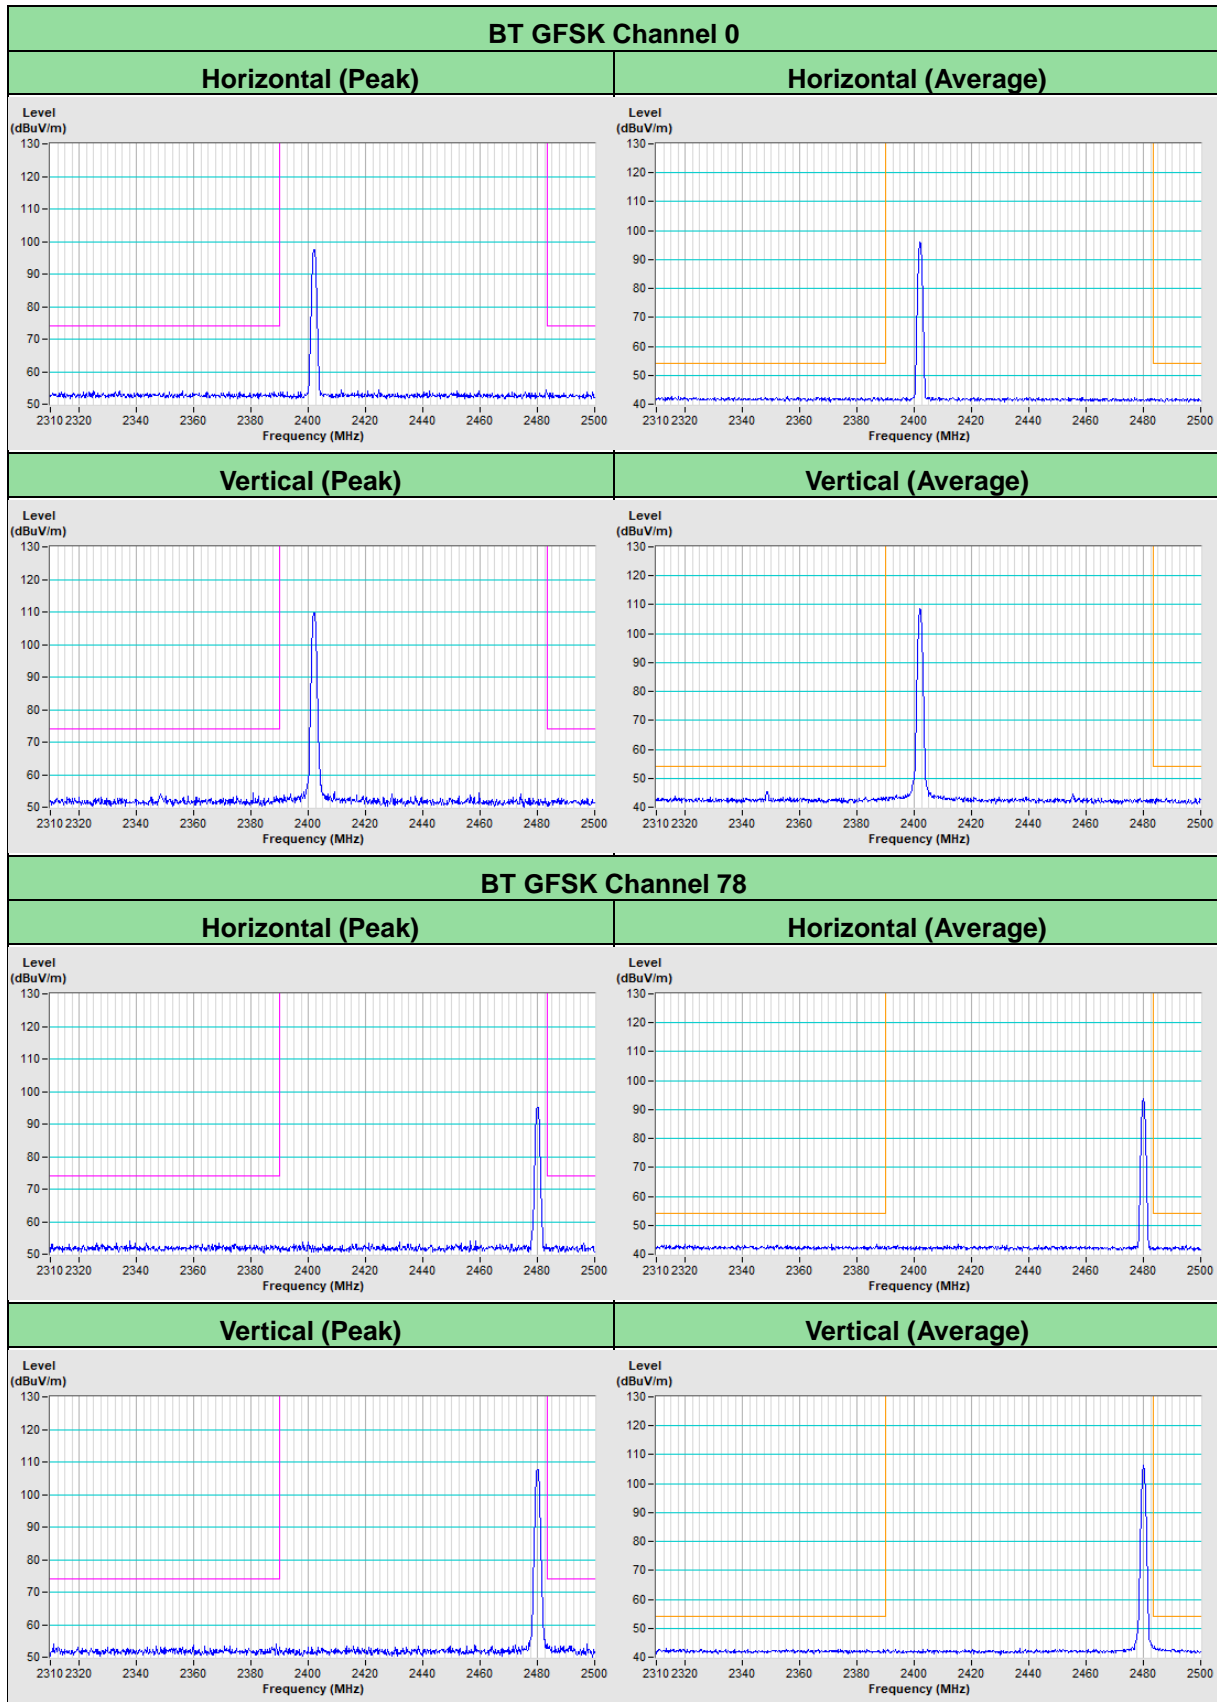 BT GFSK Channel 0
Horizontal (Peak) Horizontal (Average)
Level Level
(dBuV/m) (dBuV/m)
130 130
120 120
110 110
100 100
90 90
80 80
70 70
60 60
50 50
40
2310 2320 2340 2360 2380 2400 2420 2440 2460 2480 2500 2310 2320 2340 2360 2380 2400 2420 2440 2460 2480 2500
Frequency (MHz) Frequency (MHz)
Vertical (Peak) Vertical (Average)
Level Level
(dBuV/m) (dBuV/m)
130 130
120 120
110 110
100 100
90 90
80 80
70 70
60 60
50 50
40
2310 2320 2340 2360 2380 2400 2420 2440 2460 2480 2500 2310 2320 2340 2360 2380 2400 2420 2440 2460 2480 2500
Frequency (MHz) Frequency (MHz)
BT GFSK Channel 78
Horizontal (Peak) Horizontal (Average)
Level Level
(dBuV/m) (dBuV/m)
130 130
120 120
110 110
100 100
90 90
80 80
70 70
60 60
50 50
40
2310 2320 2340 2360 2380 2400 2420 2440 2460 2480 2500 2310 2320 2340 2360 2380 2400 2420 2440 2460 2480 2500
Frequency (MHz) Frequency (MHz)
Vertical (Peak) Vertical (Average)
Level Level
(dBuV/m) (dBuV/m)
130 130
120 120
110 110
100 100
90 90
80 80
70 70
60 60
50 50
40
2310 2320 2340 2360 2380 2400 2420 2440 2460 2480 2500 2310 2320 2340 2360 2380 2400 2420 2440 2460 2480 2500
Frequency (MHz) Frequency (MHz)